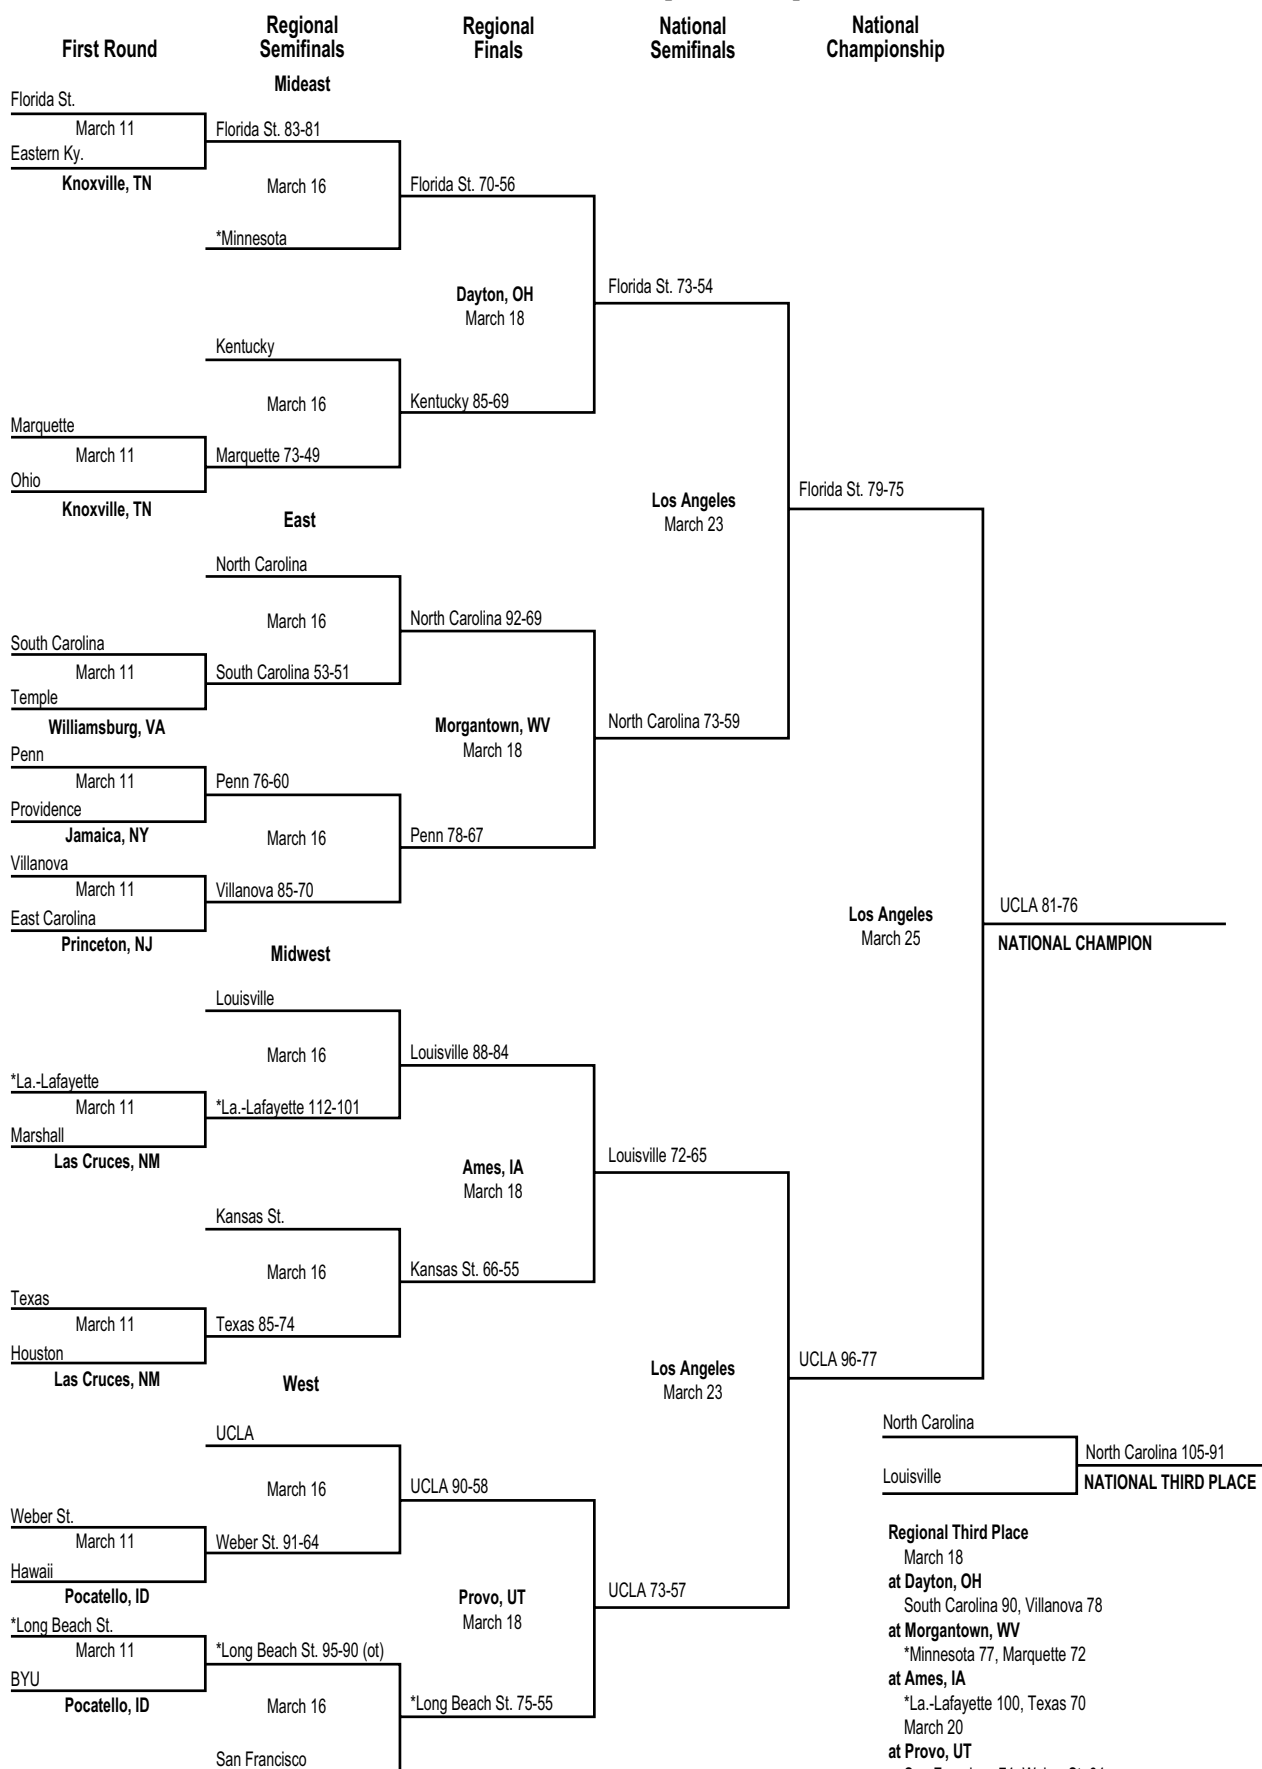 First Round
Regional
Semifinals
Regional
Finals
National
Semifinals
National
Championship
Mideast
Florida St.
March 11
Eastern Ky.
Knoxville, TN
Florida St. 83-81
March 16
*Minnesota
Florida St. 70-56
Dayton, OH
March 18
Kentucky
March 16
Kentucky 85-69
Marquette
March 11
Ohio
Knoxville, TN
Marquette 73-49
Florida St. 73-54
Los Angeles
March 23
Florida St. 79-75
East
North Carolina
March 16
North Carolina 92-69
South Carolina
March 11
Temple
Williamsburg, VA
South Carolina 53-51
Morgantown, WV
March 18
North Carolina 73-59
Penn
March 11
Providence
Jamaica, NY
Penn 76-60
March 16
Penn 78-67
Villanova
March 11
East Carolina
Princeton, NJ
Villanova 85-70
Los Angeles
March 25
UCLA 81-76
NATIONAL CHAMPION
Midwest
Louisville
March 16
Louisville 88-84
*La.-Lafayette
March 11
Marshall
Las Cruces, NM
*La.-Lafayette 112-101
Ames, IA
March 18
Louisville 72-65
Kansas St.
March 16
Kansas St. 66-55
Texas
March 11
Houston
Las Cruces, NM
Texas 85-74
Los Angeles
March 23
UCLA 96-77
West
UCLA
March 16
UCLA 90-58
Weber St.
March 11
Hawaii
Pocatello, ID
Weber St. 91-64
Provo, UT
March 18
UCLA 73-57
*Long Beach St.
March 11
BYU
Pocatello, ID
*Long Beach St. 95-90 (ot)
March 16
*Long Beach St. 75-55
San Francisco
North Carolina
Louisville
North Carolina 105-91
NATIONAL THIRD PLACE
Regional Third Place
March 18
at Dayton, OH
South Carolina 90, Villanova 78
at Morgantown, WV
*Minnesota 77, Marquette 72
at Ames, IA
*La.-Lafayette 100, Texas 70
March 20
at Provo, UT